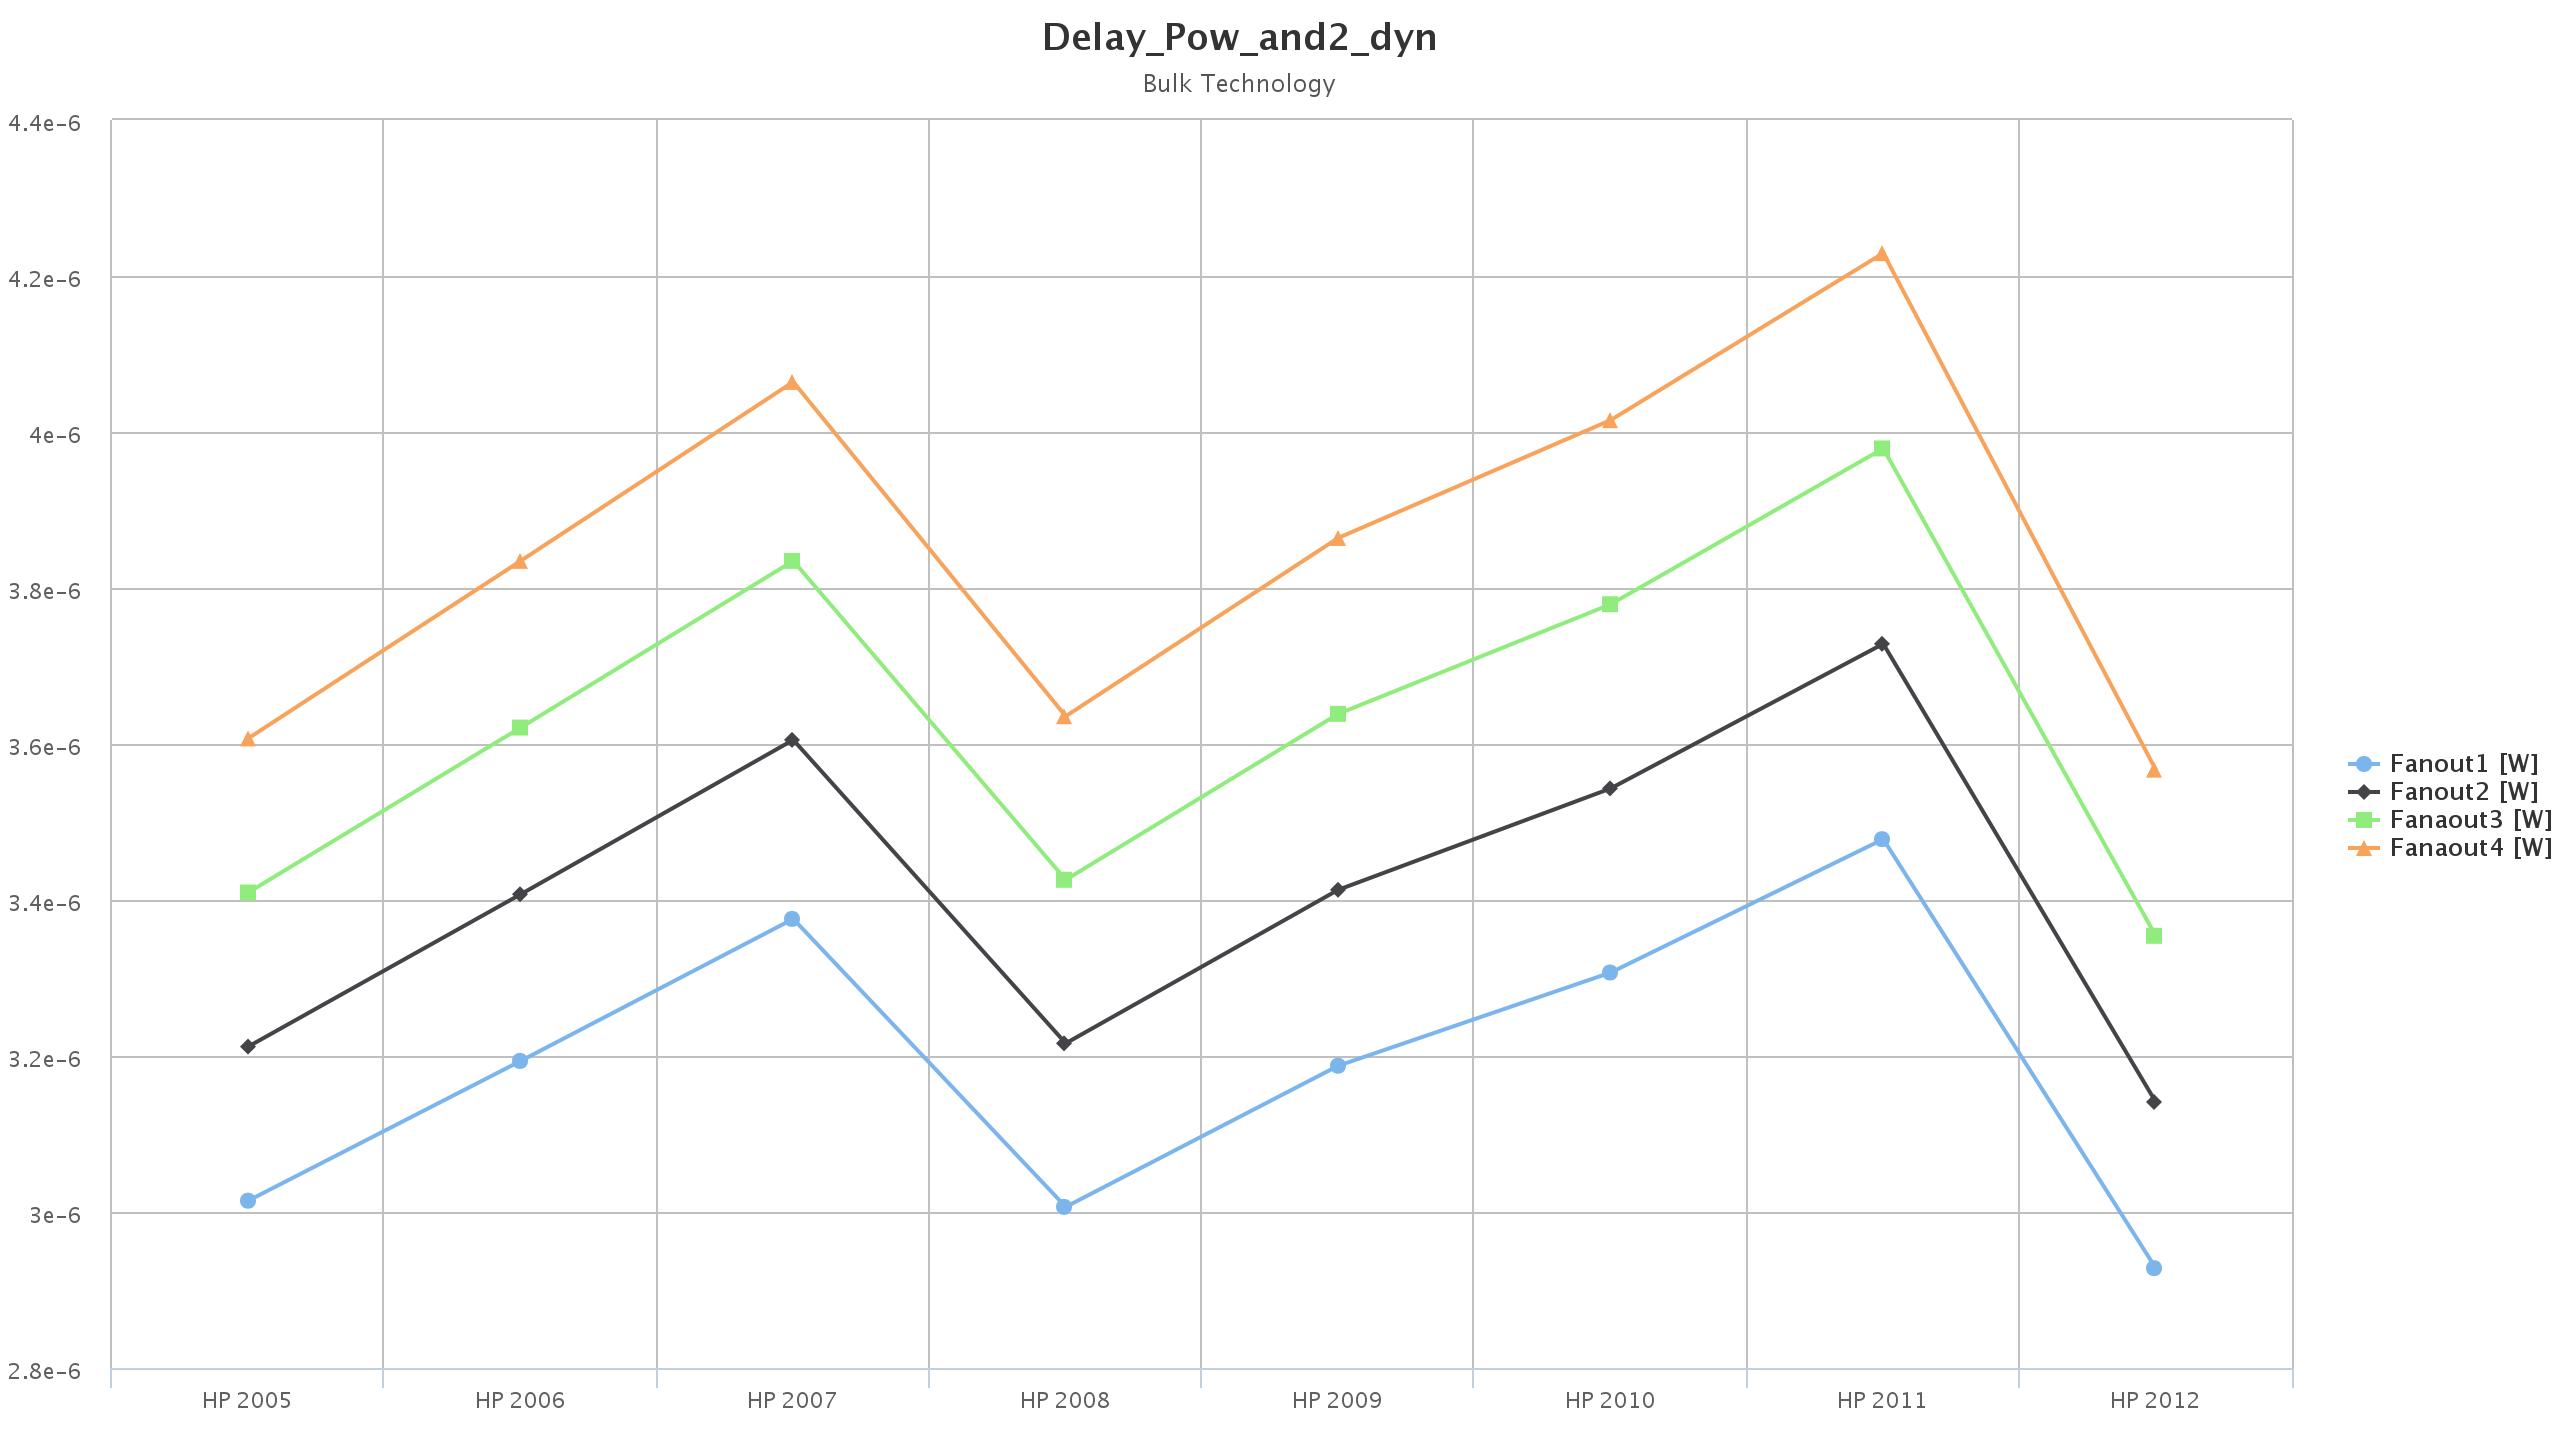 Delay_Pow_and2_dyn
Bulk Technology
4.4e-6
4.2e-6
4e-6
3.8e-6
3.6e-6
3.4e-6
3.2e-6
3e-6
2.8e-6
HP 2005 HP 2006 HP 2007 HP 2008 HP 2009 HP 2010 HP 2011 HP 2012
Fanout1 [W]
Fanout2 [W]
Fanaout3 [W]
Fanaout4 [W]